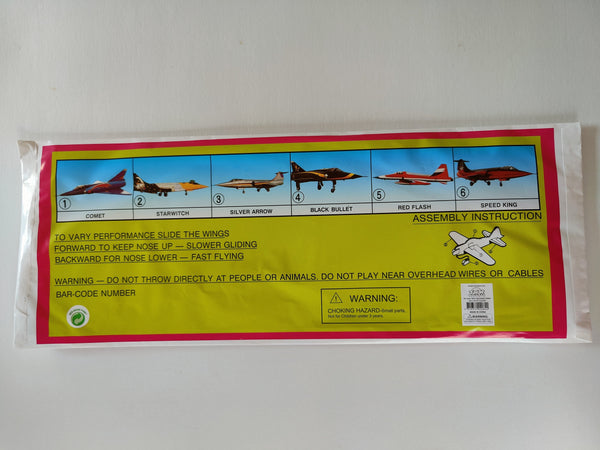 1 2 3 4 5 6
COMET STARWITCH SILVER ARROW BLACK BULLET RED FLASH SPEED KING
ASSEMBLY INSTRUCTION
TO VARY PERFORMANCE SLIDE THE WINGS
FORWARD TO KEEP NOSE UP — SLOWER GLIDING
BACKWARD FOR NOSE LOWER — FAST FLYING
WARNING — DO NOT THROW DIRECTLY AT PEOPLE OR ANIMALS. DO NOT PLAY NEAR OVERHEAD WIRES OR CABLES
BAR-CODE NUMBER
WARNING:
CHOKING HAZARD-Small parts.
Not for Children under 3 years.
WARNING